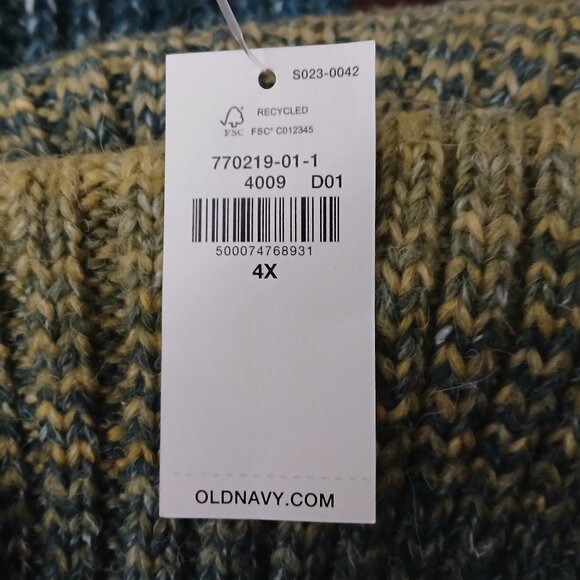 S023-0042
RECYCLED
FSC
FSC® C012345
770219-01-1
4009 D01
500074768931
4X
OLDNAVY.COM